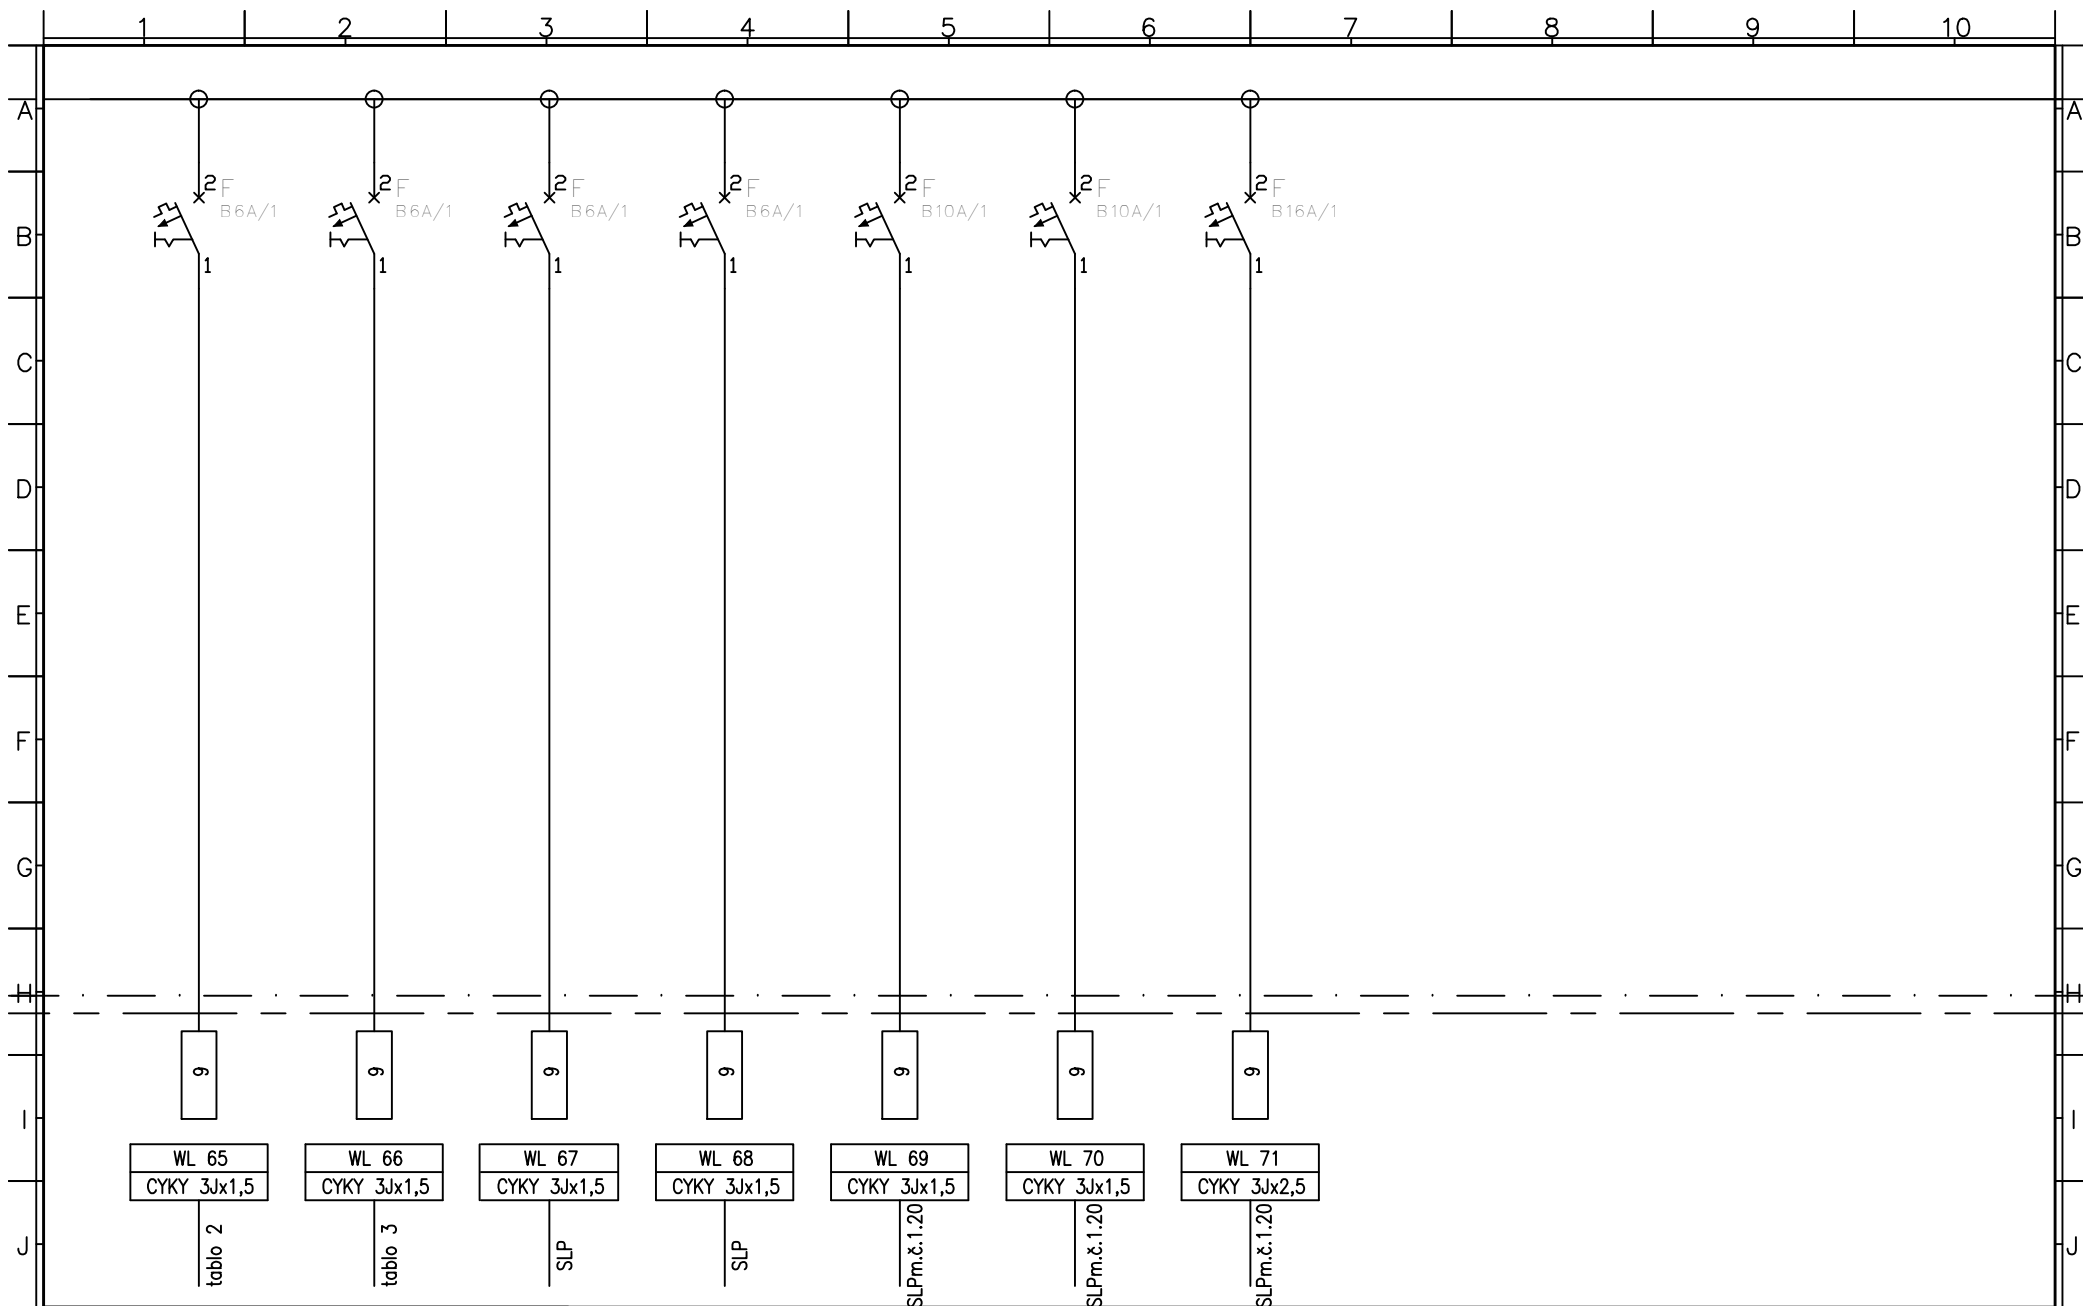 1 2 3 4 5 6 7 8 9 10
A A
2 F 2 F 2 F 2 F 2 F 2 F 2 F
B6A/1 B6A/1 B6A/1 B6A/1 B10A/1 B10A/1 B16A/1
B B
1 1 1 1 1 1 1
C C
D D
E E
F F
G G
H H
9 9 9 9 9 9 9
I I
WL 65 WL 66 WL 67 WL 68 WL 69 WL 70 WL 71
CYKY 3Jx1,5 CYKY 3Jx1,5 CYKY 3Jx1,5 CYKY 3Jx1,5 CYKY 3Jx1,5 CYKY 3Jx1,5 CYKY 3Jx2,5
J J
tablo 2
tablo 3
SLP
SLP
SLPm.č.1.20
SLPm.č.1.20
SLPm.č.1.20